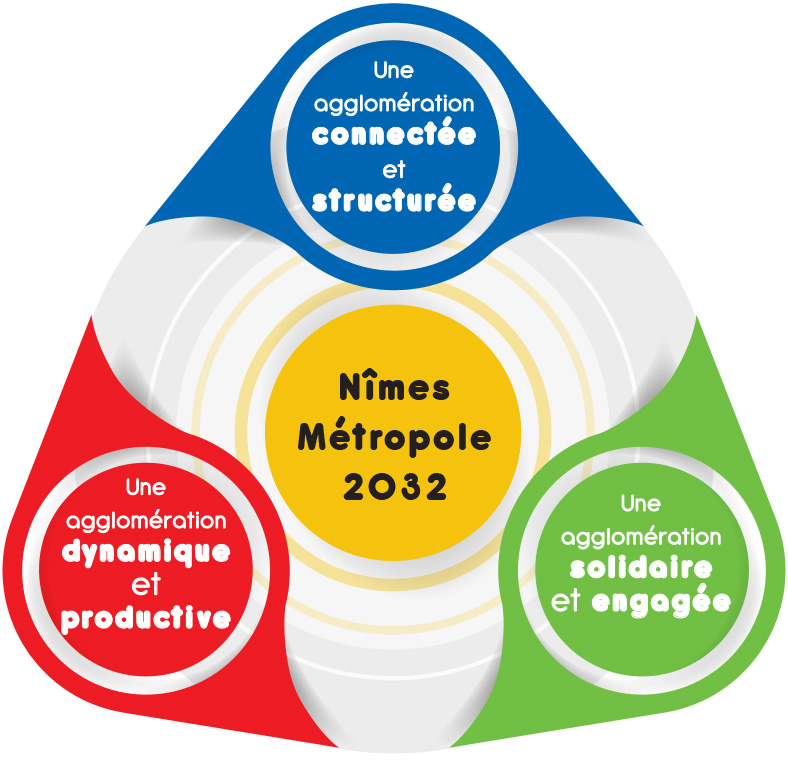 Une
agglomération
connectée
et
structurée
Nîmes
Métropole
2032
Une
agglomération
dynamique
et
productive
Une
agglomération
solidaire
et engagée